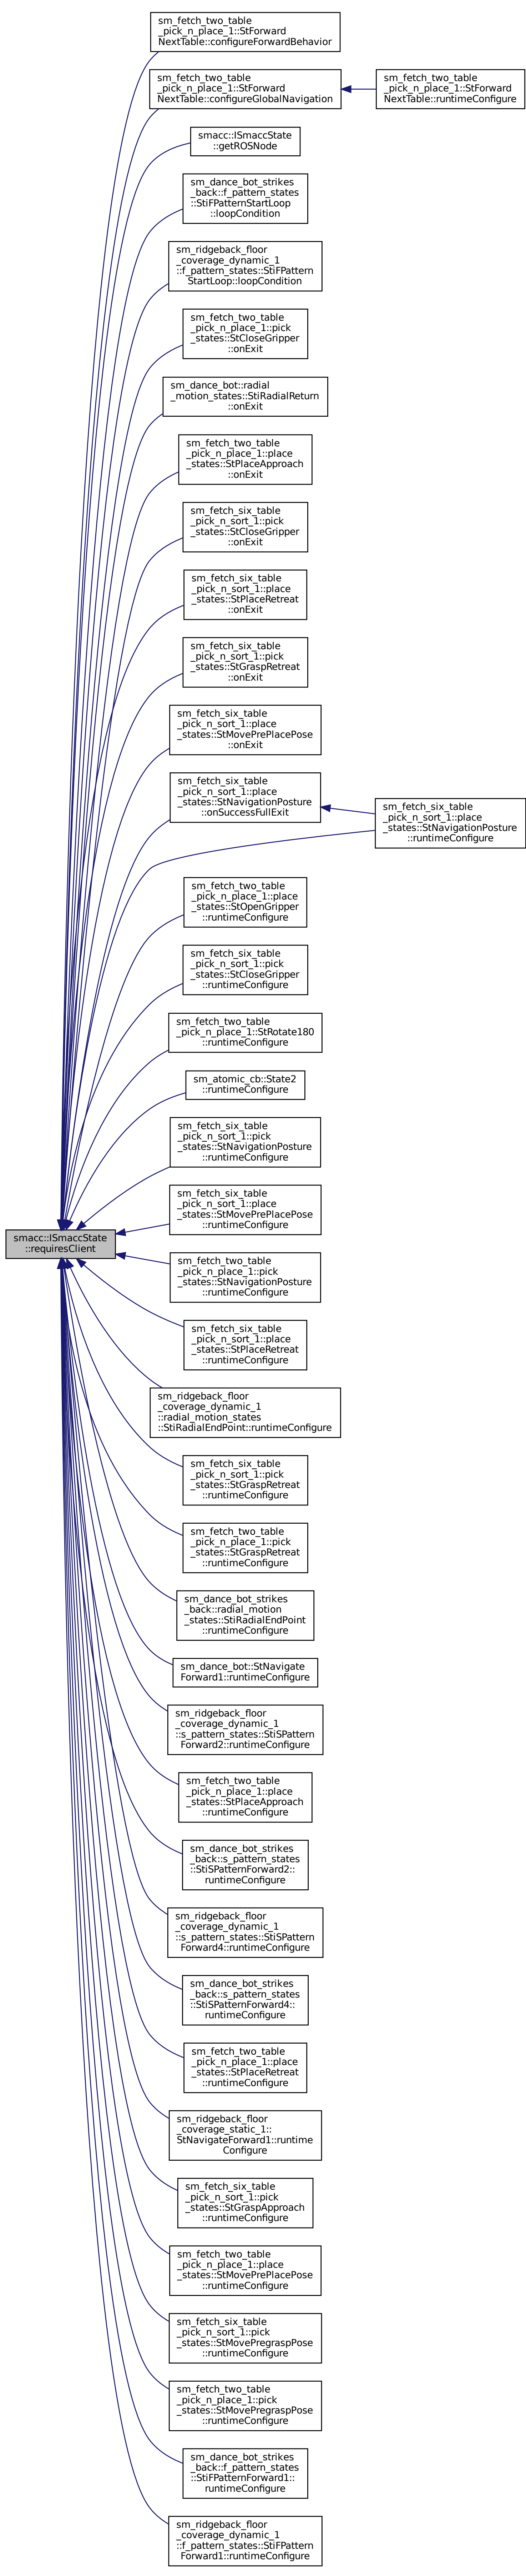 sm_fetch_two_table
_pick_n_place_1::StForward
NextTable::configureForwardBehavior
sm_fetch_two_table
_pick_n_place_1::StForward
NextTable::configureGlobalNavigation
sm_fetch_two_table
_pick_n_place_1::StForward
NextTable::runtimeConfigure
smacc::ISmaccState
::getROSNode
sm_dance_bot_strikes
_back::f_pattern_states
::StiFPatternStartLoop
::loopCondition
sm_ridgeback_floor
_coverage_dynamic_1
::f_pattern_states::StiFPattern
StartLoop::loopCondition
sm_fetch_two_table
_pick_n_place_1::pick
_states::StCloseGripper
::onExit
sm_dance_bot::radial
_motion_states::StiRadialReturn
::onExit
sm_fetch_two_table
_pick_n_place_1::place
_states::StPlaceApproach
::onExit
sm_fetch_six_table
_pick_n_sort_1::pick
_states::StCloseGripper
::onExit
sm_fetch_six_table
_pick_n_sort_1::place
_states::StPlaceRetreat
::onExit
sm_fetch_six_table
_pick_n_sort_1::pick
_states::StGraspRetreat
::onExit
sm_fetch_six_table
_pick_n_sort_1::place
_states::StMovePrePlacePose
::onExit
sm_fetch_six_table
_pick_n_sort_1::place
_states::StNavigationPosture
::onSuccessFullExit
sm_fetch_six_table
_pick_n_sort_1::place
_states::StNavigationPosture
::runtimeConfigure
sm_fetch_two_table
_pick_n_place_1::place
_states::StOpenGripper
::runtimeConfigure
sm_fetch_six_table
_pick_n_sort_1::pick
_states::StCloseGripper
::runtimeConfigure
sm_fetch_two_table
_pick_n_place_1::StRotate180
::runtimeConfigure
sm_atomic_cb::State2
::runtimeConfigure
sm_fetch_six_table
_pick_n_sort_1::pick
_states::StNavigationPosture
::runtimeConfigure
sm_fetch_six_table
_pick_n_sort_1::place
_states::StMovePrePlacePose
::runtimeConfigure
smacc::ISmaccState
::requiresClient
sm_fetch_two_table
_pick_n_place_1::pick
_states::StNavigationPosture
::runtimeConfigure
sm_fetch_six_table
_pick_n_sort_1::place
_states::StPlaceRetreat
::runtimeConfigure
sm_ridgeback_floor
_coverage_dynamic_1
::radial_motion_states
::StiRadialEndPoint::runtimeConfigure
sm_fetch_six_table
_pick_n_sort_1::pick
_states::StGraspRetreat
::runtimeConfigure
sm_fetch_two_table
_pick_n_place_1::pick
_states::StGraspRetreat
::runtimeConfigure
sm_dance_bot_strikes
_back::radial_motion
_states::StiRadialEndPoint
::runtimeConfigure
sm_dance_bot::StNavigate
Forward1::runtimeConfigure
sm_ridgeback_floor
_coverage_dynamic_1
::s_pattern_states::StiSPattern
Forward2::runtimeConfigure
sm_fetch_two_table
_pick_n_place_1::place
_states::StPlaceApproach
::runtimeConfigure
sm_dance_bot_strikes
_back::s_pattern_states
::StiSPatternForward2::
runtimeConfigure
sm_ridgeback_floor
_coverage_dynamic_1
::s_pattern_states::StiSPattern
Forward4::runtimeConfigure
sm_dance_bot_strikes
_back::s_pattern_states
::StiSPatternForward4::
runtimeConfigure
sm_fetch_two_table
_pick_n_place_1::place
_states::StPlaceRetreat
::runtimeConfigure
sm_ridgeback_floor
_coverage_static_1::
StNavigateForward1::runtime
Configure
sm_fetch_six_table
_pick_n_sort_1::pick
_states::StGraspApproach
::runtimeConfigure
sm_fetch_two_table
_pick_n_place_1::place
_states::StMovePrePlacePose
::runtimeConfigure
sm_fetch_six_table
_pick_n_sort_1::pick
_states::StMovePregraspPose
::runtimeConfigure
sm_fetch_two_table
_pick_n_place_1::pick
_states::StMovePregraspPose
::runtimeConfigure
sm_dance_bot_strikes
_back::f_pattern_states
::StiFPatternForward1::
runtimeConfigure
sm_ridgeback_floor
_coverage_dynamic_1
::f_pattern_states::StiFPattern
Forward1::runtimeConfigure